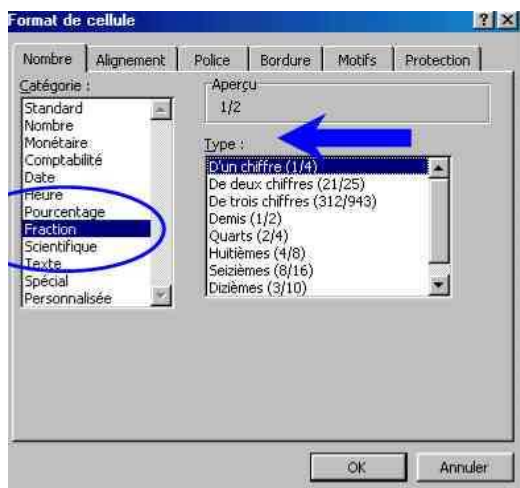 Format de cellule
Nombre Alignement Police Bordure Motifs Protection
Catégorie :
Standard
Nombre
Monétaire
Comptabilité
Date
Heure
Pourcentage
Fraction
Scientifique
Texte
Spécial
Personnalisée
Aperçu
1/2
Type :
D'un chiffre (1/4)
De deux chiffres (21/25)
De trois chiffres (312/943)
Demis (1/2)
Quarts (2/4)
Huitièmes (4/8)
Seizièmes (8/16)
Dizièmes (3/10)
OK Annuler